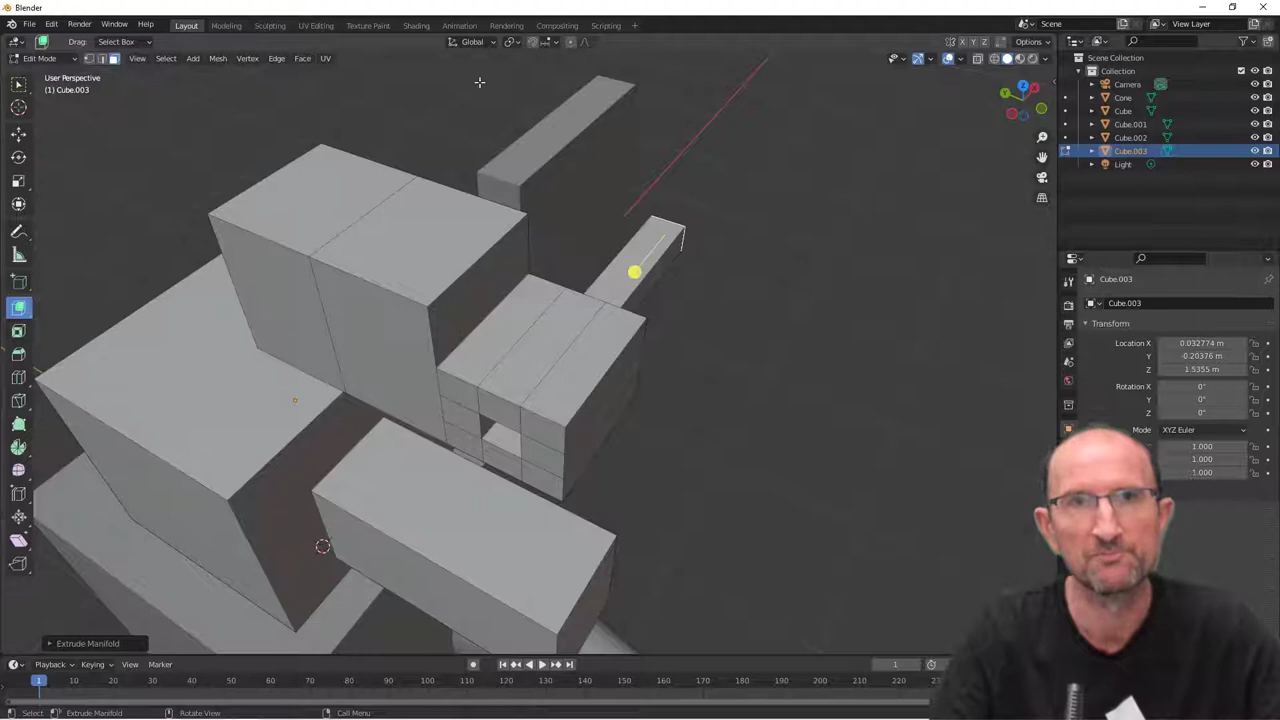 Blender
File Edit Render Window Help Layout Modeling Sculpting UV Editing Texture Paint Shading Animation Rendering Compositing Scripting + Scene View Layer
Drag: Select Box Global X Y Z Options
Edit Mode View Select Add Mesh Vertex Edge Face UV
User Perspective
(1) Cube.003
Scene Collection
Collection
Camera
Cone
Cube
Cube.001
Cube.002
Cube.003
Light
Cube.003
Cube.003
Transform
Location X 0.032774 m
Y -0.20376 m
Z 1.5355 m
Rotation X 0°
Y 0°
Z 0°
Mode XYZ Euler
1.000
1.000
1.000
Extrude Manifold
Playback Keying View Marker 1
1 10 20 30 40 50 60 70 80 90 100 110 120 130 140 150 160 170 180 190 200 210 220 230
Select Extrude Manifold Rotate View Call Menu